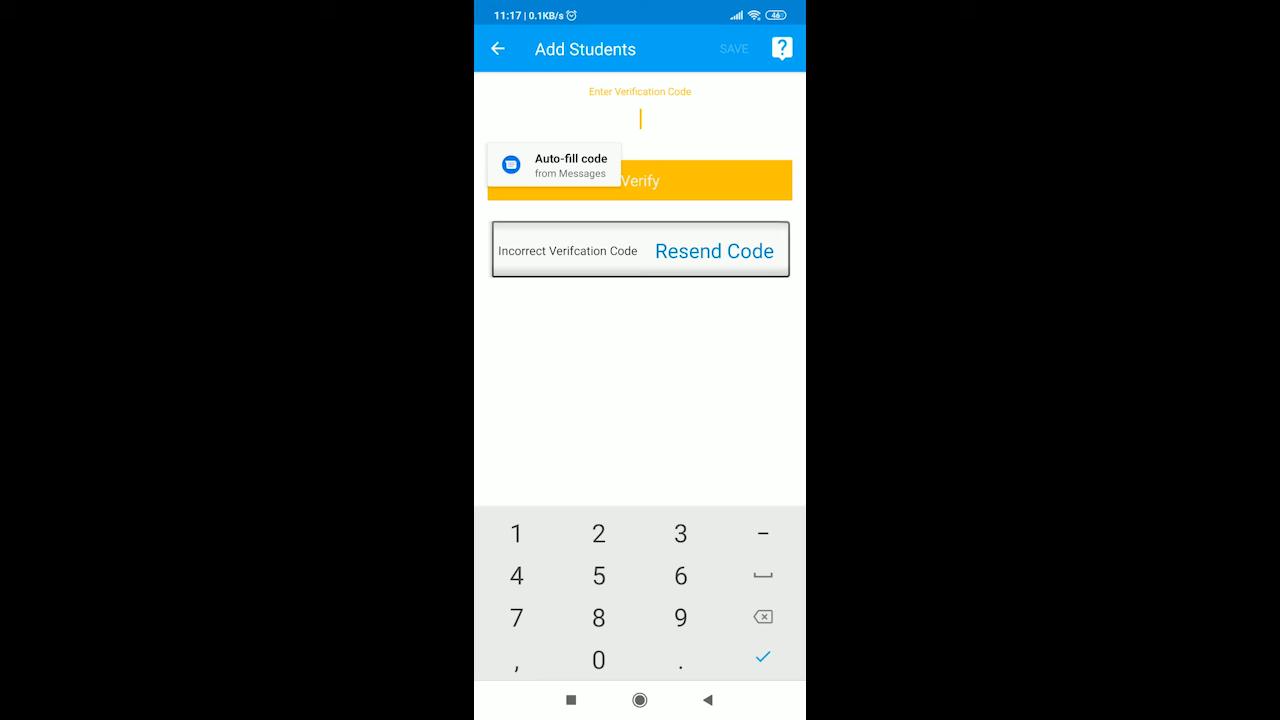 11:17 | 0.1KB/s
46
Add Students
SAVE
?
Enter Verification Code
Auto-fill code
from Messages
Verify
Incorrect Verifcation Code Resend Code
1 2 3 -
4 5 6
7 8 9
, 0 .